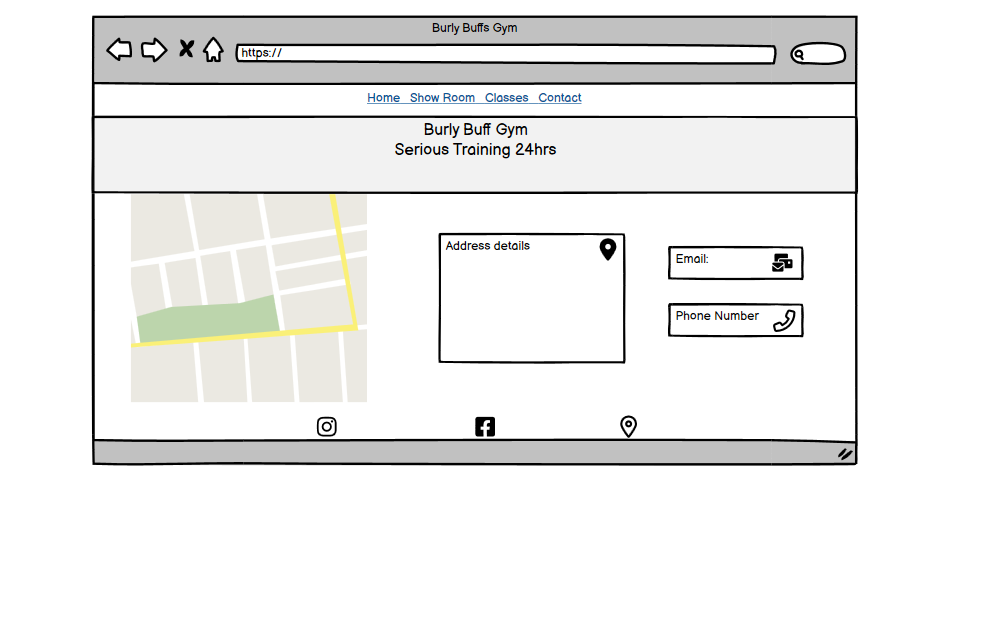 Burly Buffs Gym
https://
Home Show Room Classes Contact
Burly Buff Gym
Serious Training 24hrs
Address details
Email:
Phone Number